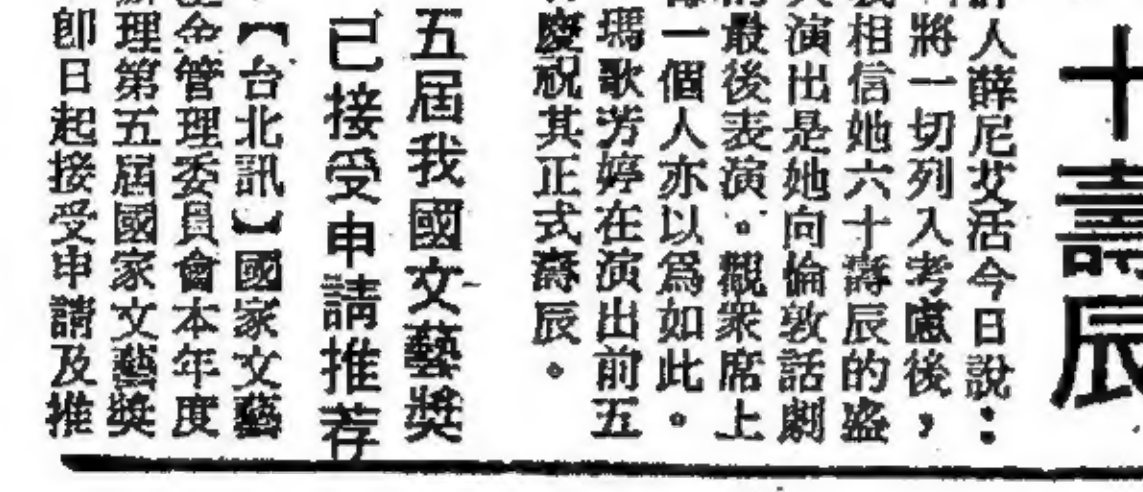 十壽辰
人薛尼艾活今日說：
將一切列入考慮後，
相信她六十壽辰的盛
演出是她向倫敦話劇
最後表演。觀衆席上
一個人亦以爲如此。
瑪歌芳婷在演出前五
慶祝其正式壽辰。
五屆我國文藝獎
已接受申請推荐
【台北訊】國家文藝
金管理委員會本年度
理第五屆國家文藝獎
即日起接受申請及推